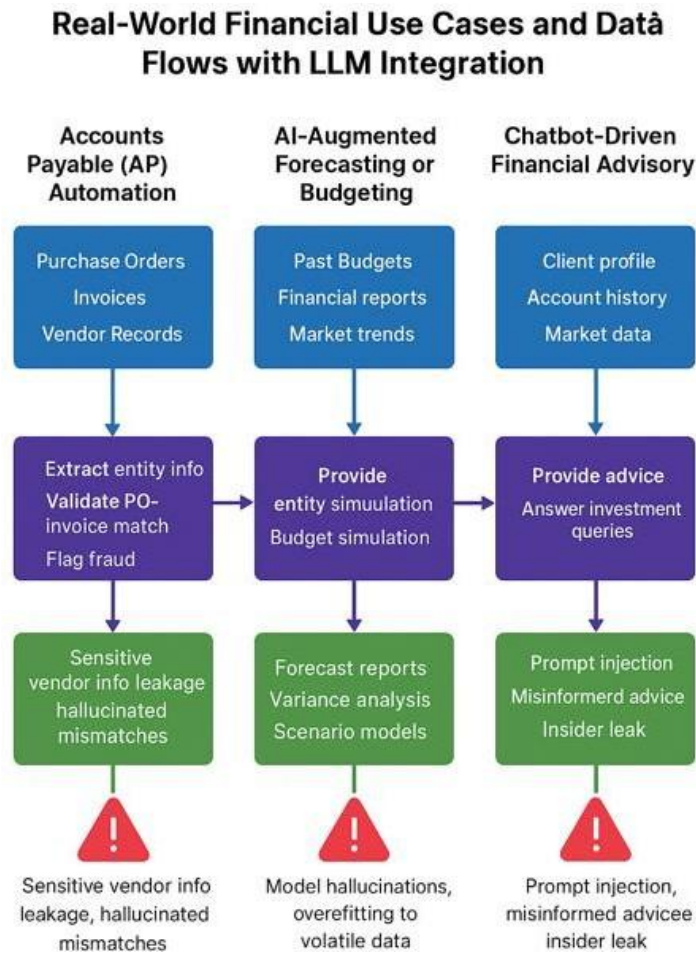 Real-World Financial Use Cases and Datå
Flows with LLM Integration
Accounts
Payable (AP)
Automation
Purchase Orders
Invoices
Vendor Records
Extract entity info
Validate PO-
invoice match
Flag fraud
Sensitive
vendor info leakage
hallucinated
mismatches
Sensitive vendor info
leakage, hallucinated
mismatches
AI-Augmented
Forecasting or
Budgeting
Past Budgets
Financial reports
Market trends
Provide
entity simuulation
Budget simulation
Forecast reports
Variance analysis
Scenario models
Model hallucinations,
overefitting to
volatile data
Chatbot-Driven
Financial Advisory
Client profile
Account history
Market data
Provide advice
Answer investment
queries
Prompt injection
Misinformerd advice
Insider leak
Prompt injection,
misinformed advicee
insider leak